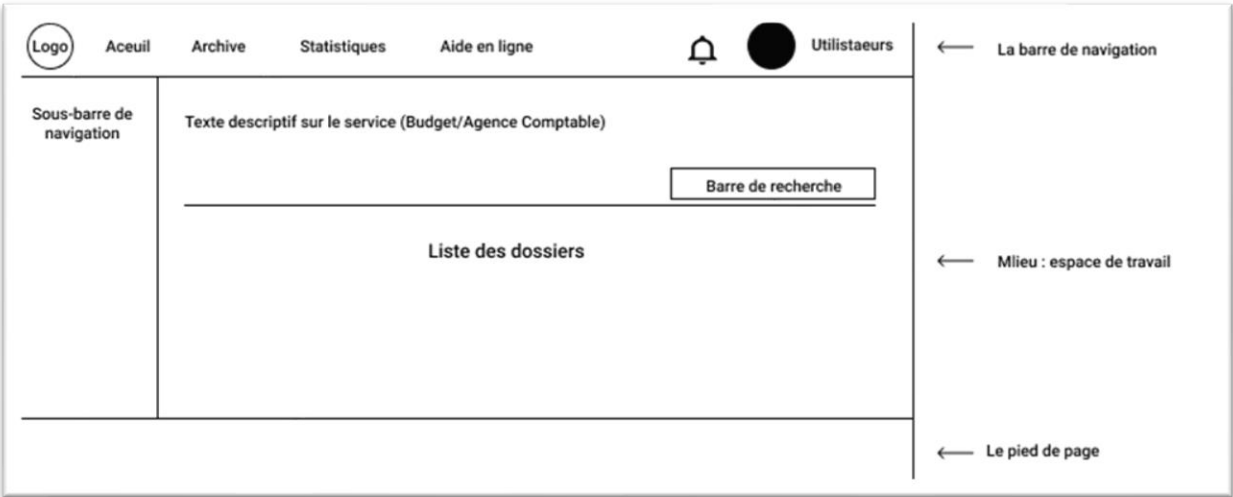 Logo
Aceuil
Archive
Statistiques
Aide en ligne
Utilistaeurs
La barre de navigation
Sous-barre de
navigation
Texte descriptif sur le service (Budget/Agence Comptable)
Barre de recherche
Liste des dossiers
Mlieu : espace de travail
Le pied de page